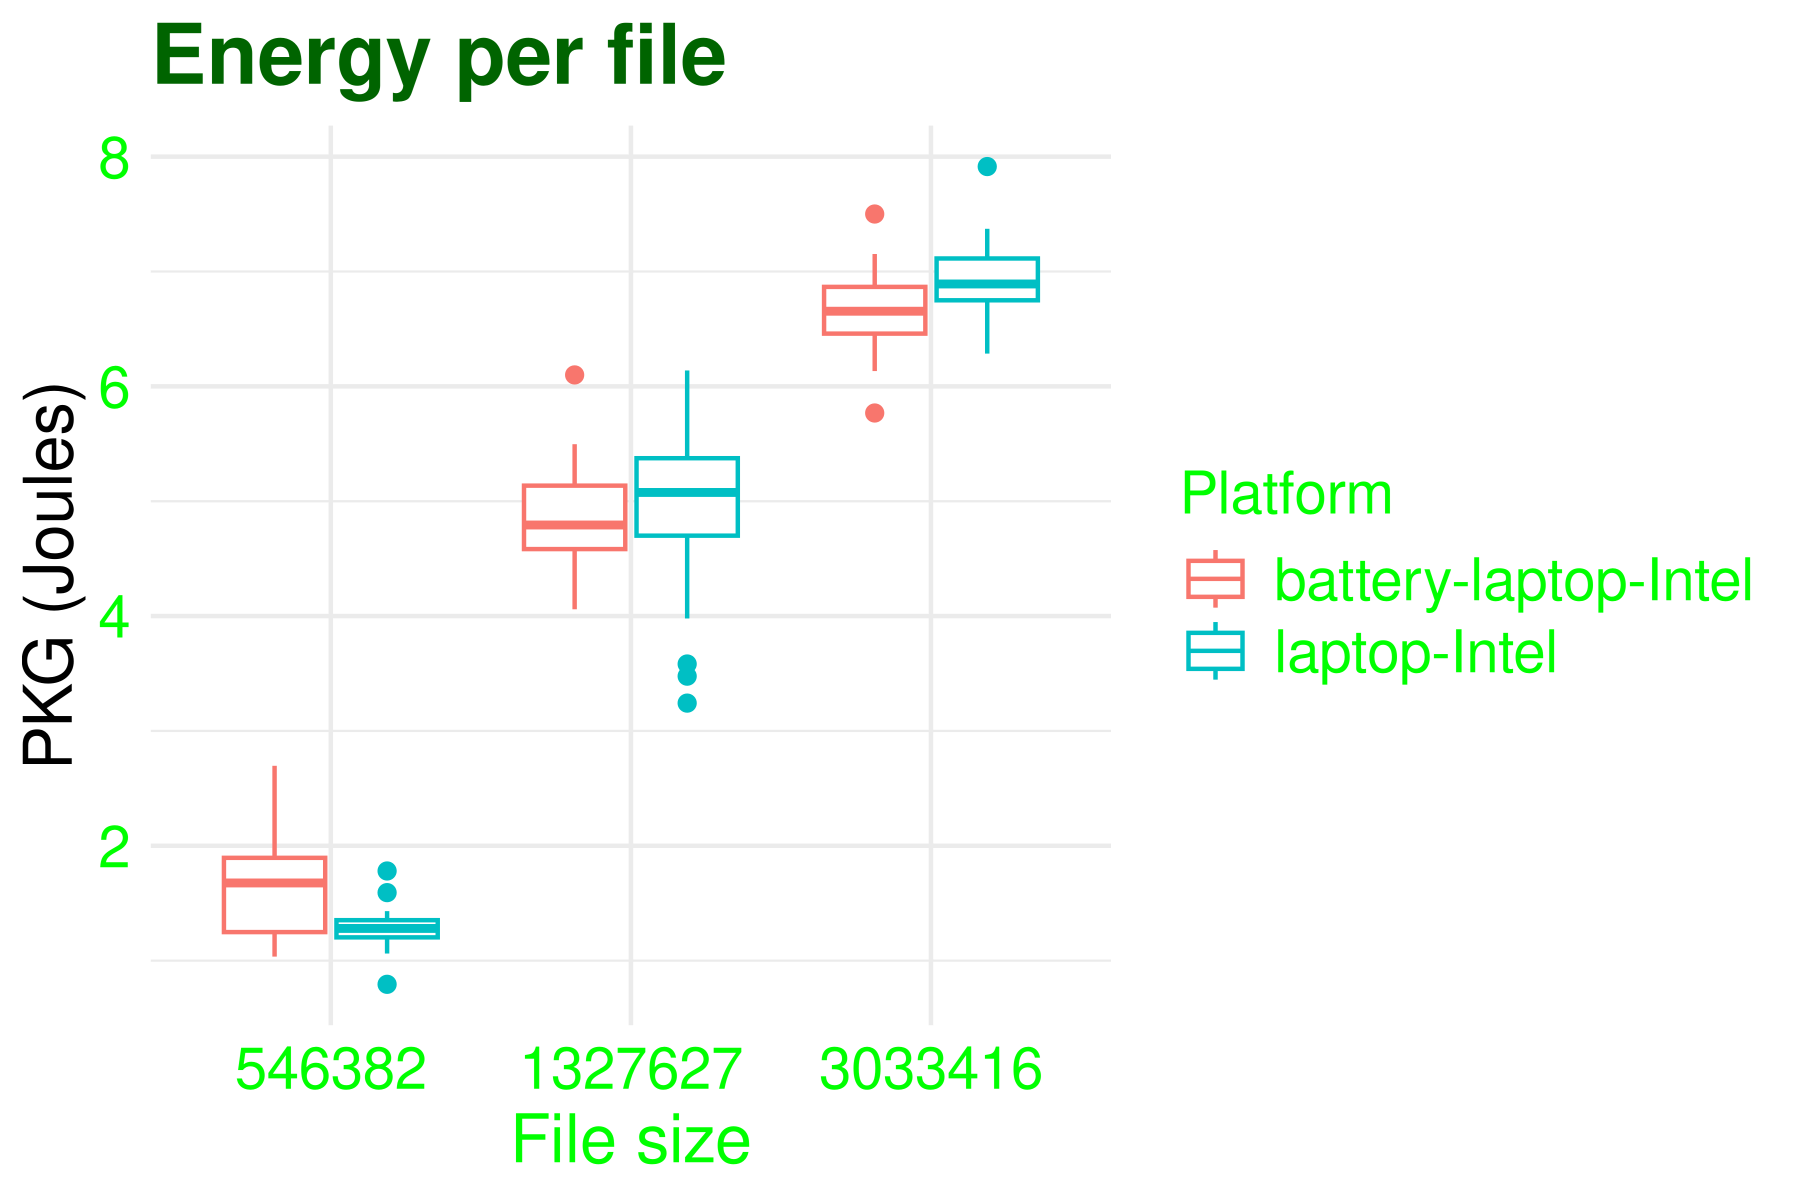 Energy per file
8
6
4
2
PKG (Joules)
546382 1327627 3033416
File size
Platform
battery-laptop-Intel
laptop-Intel